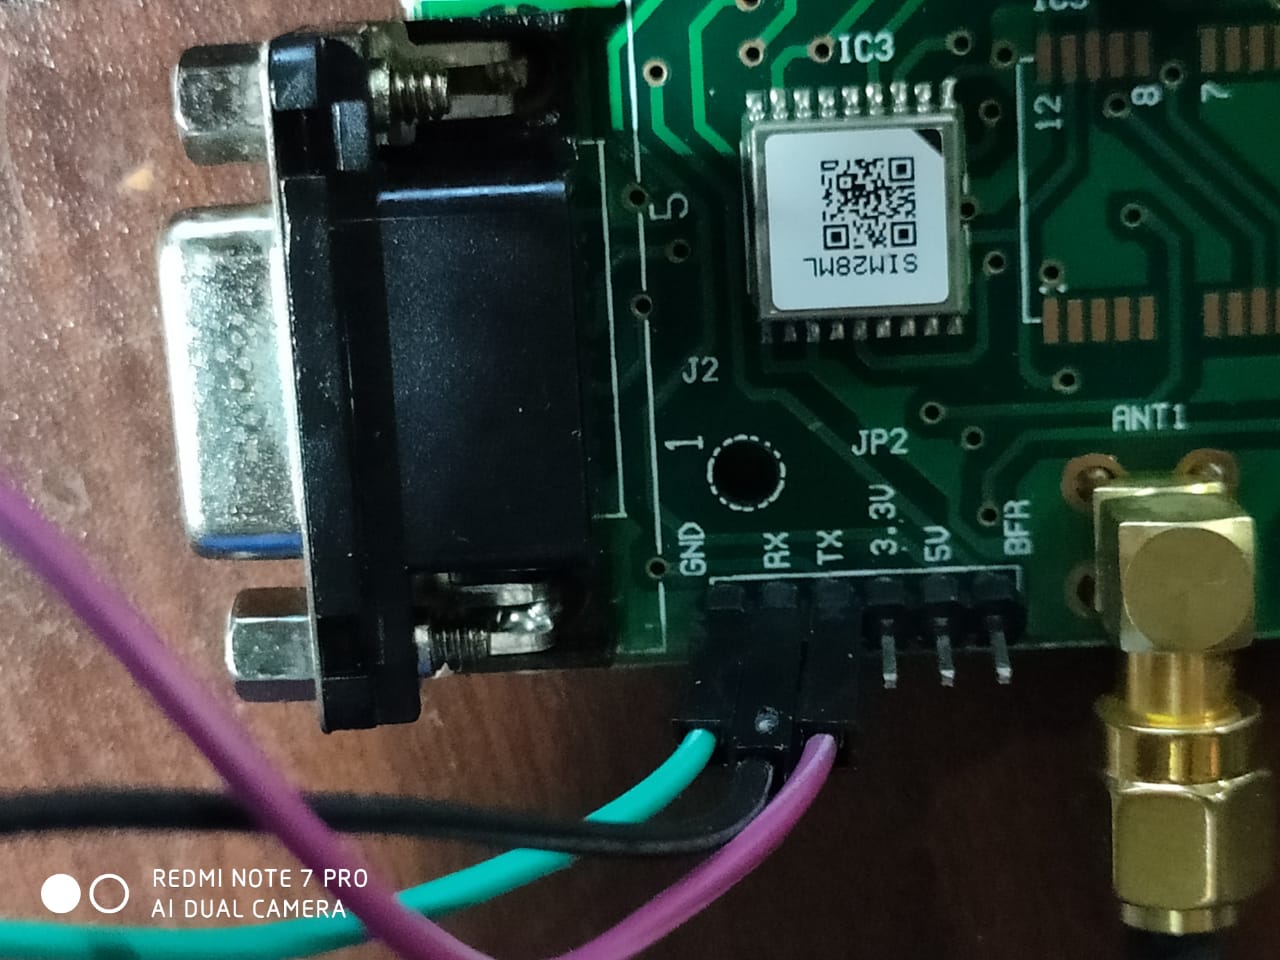 IC3
12
8
7
5
SIM28ML
J2
1
JP2
ANT1
GND
RX
TX
3.3V
5V
BFR
REDMI NOTE 7 PRO
AI DUAL CAMERA